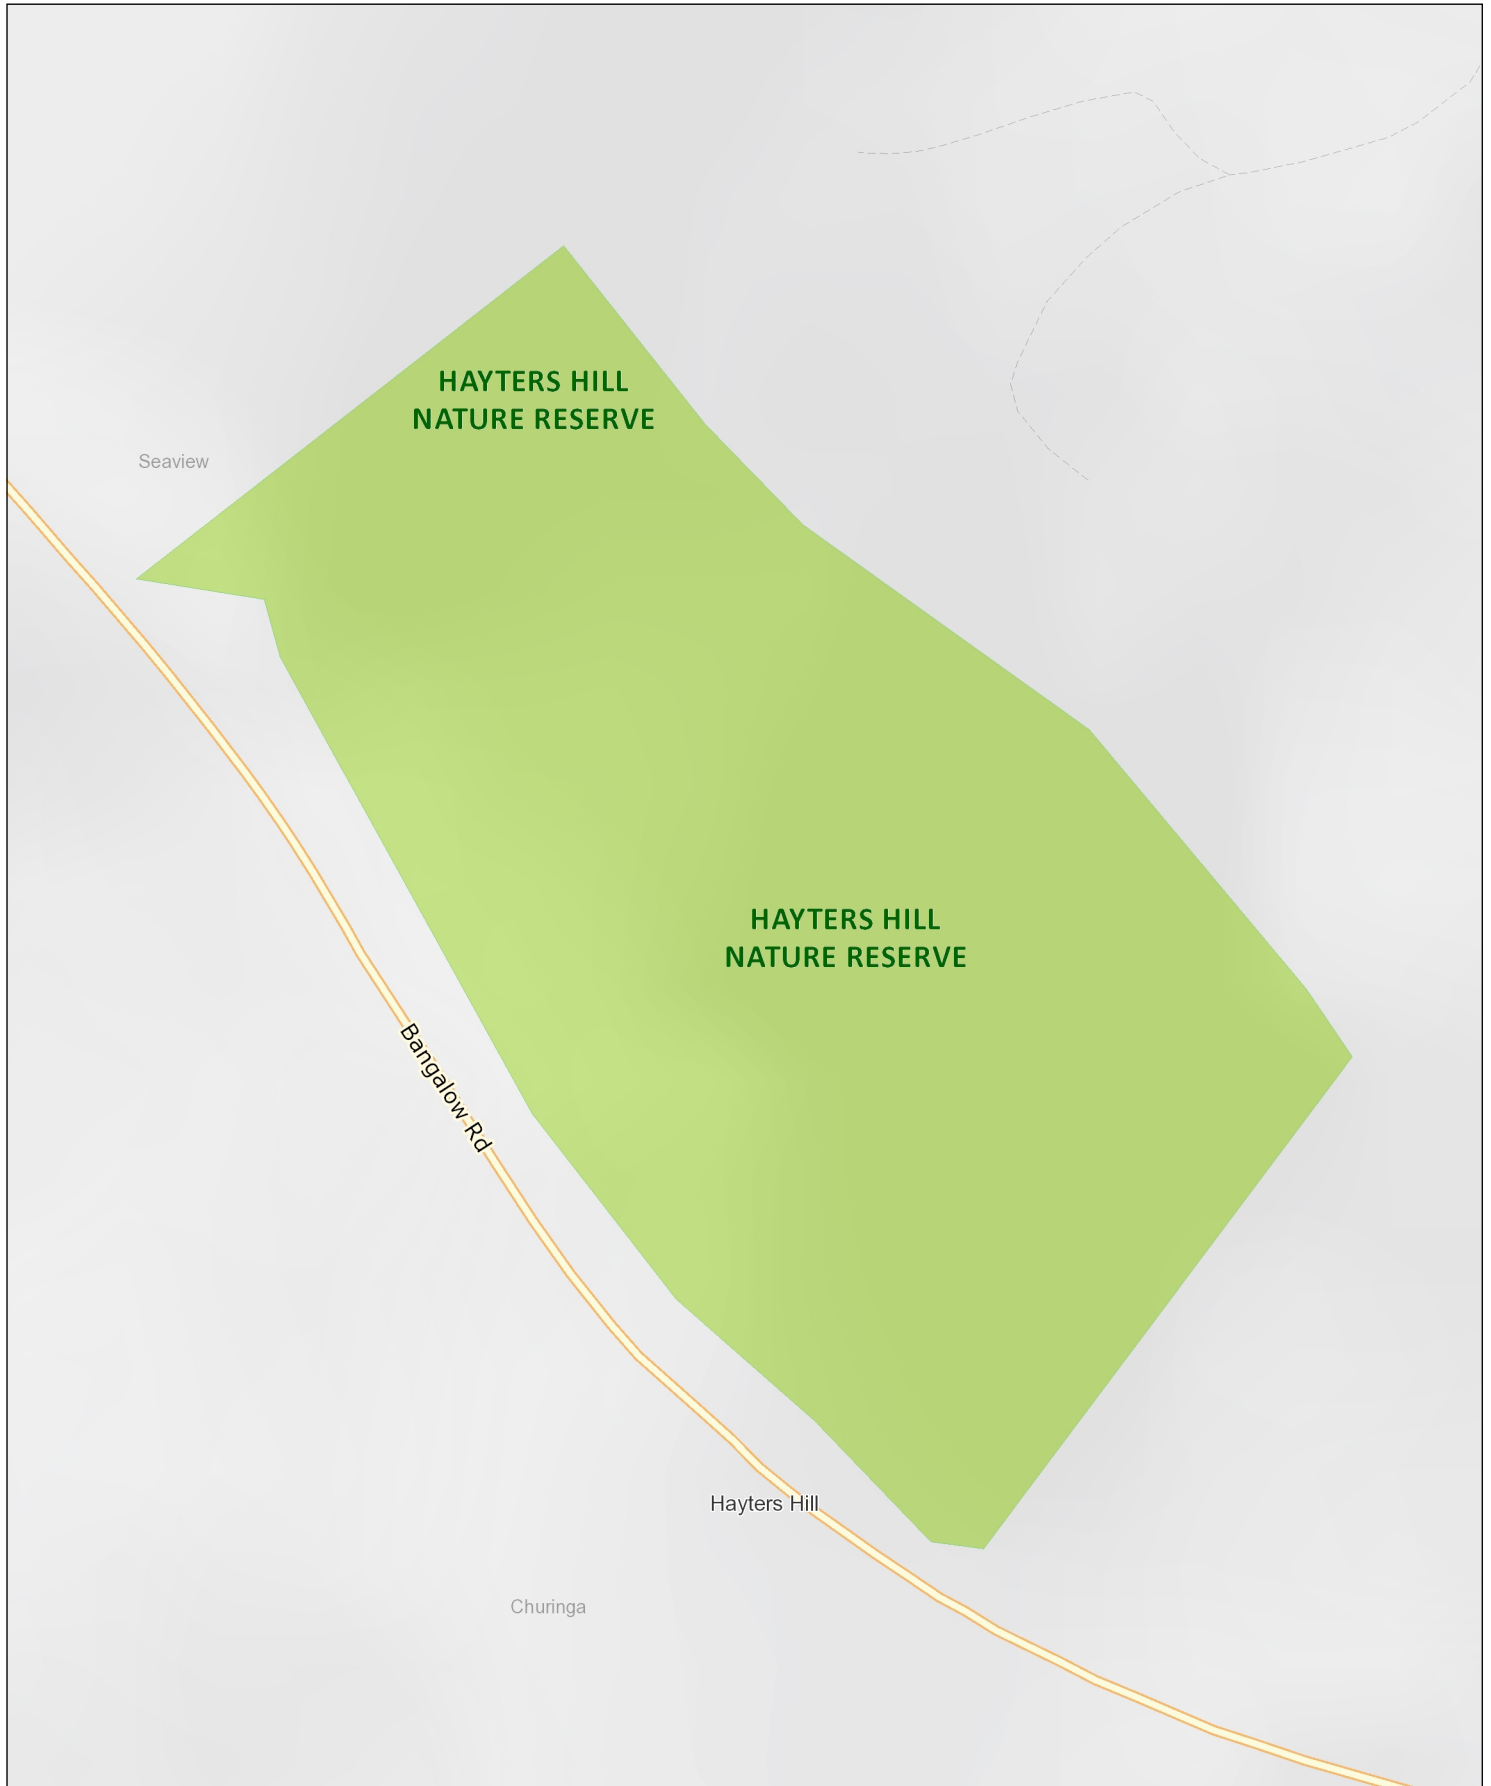 HAYTERS HILL
NATURE RESERVE
Seaview
HAYTERS HILL
NATURE RESERVE
Bangalow Rd
Hayters Hill
Churinga